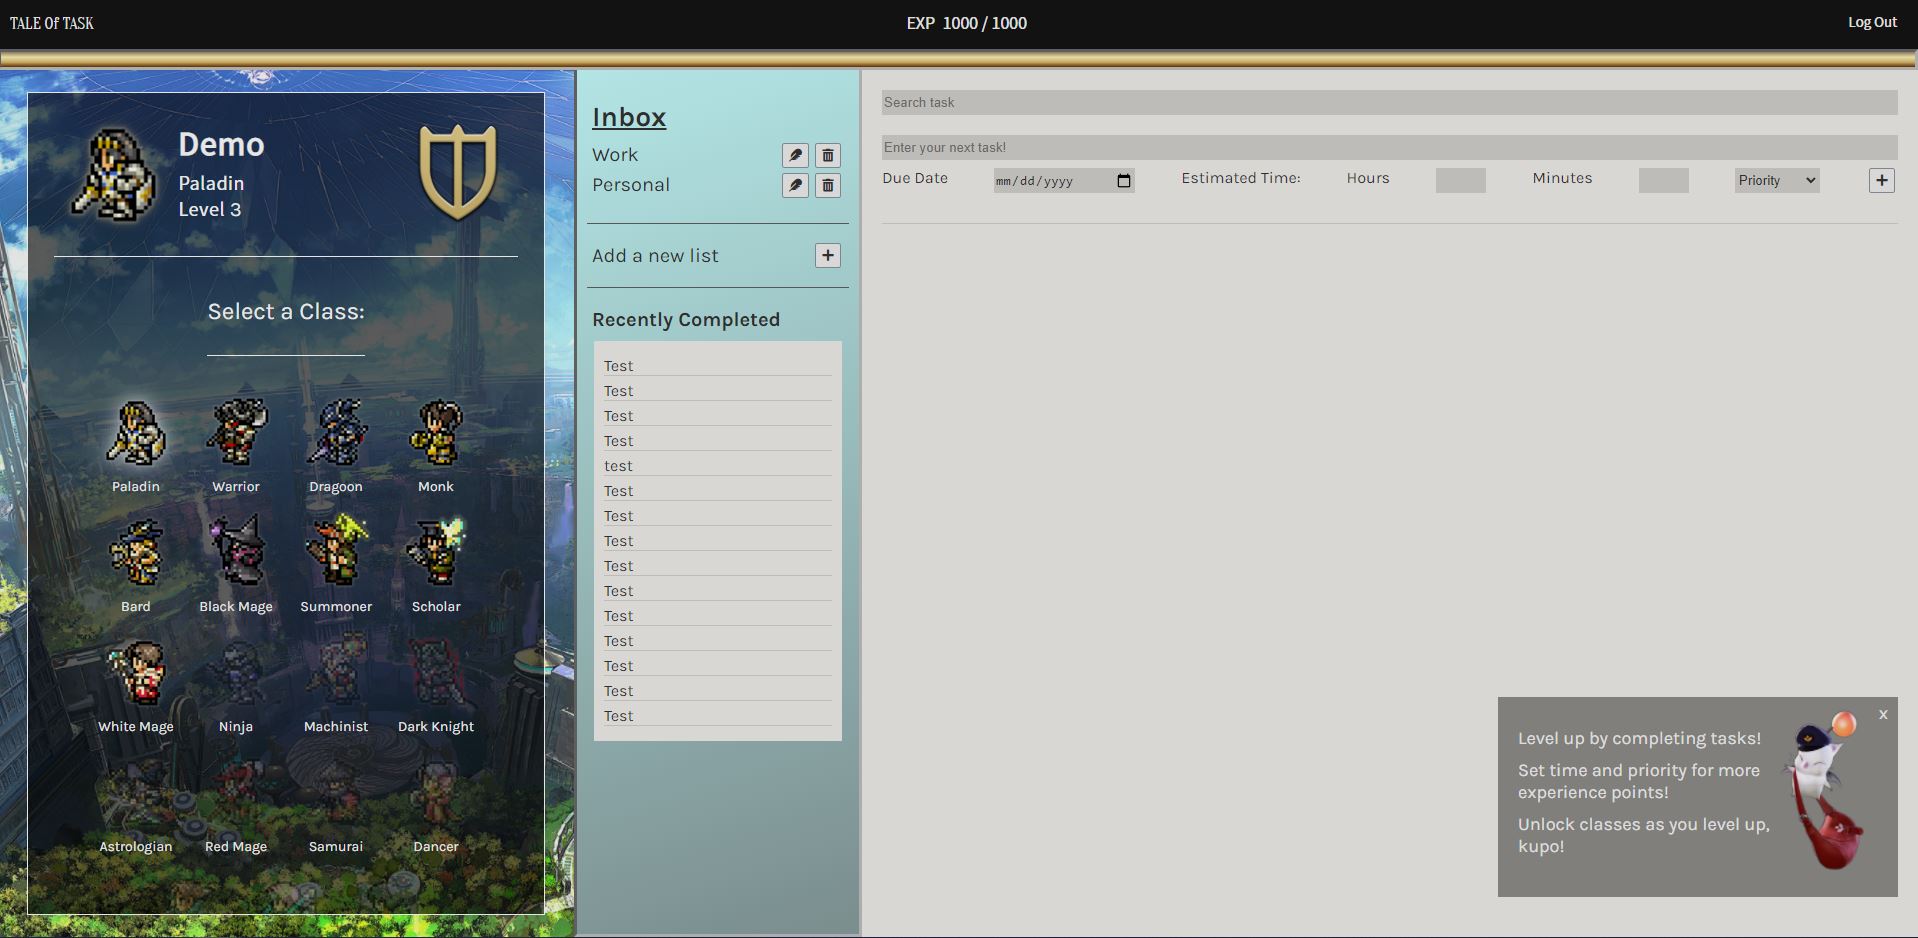 TALE Of TASK
EXP 1000 / 1000
Log Out
Demo
Paladin
Level 3
Select a Class:
Paladin Warrior Dragoon Monk
Bard Black Mage Summoner Scholar
White Mage Ninja Machinist Dark Knight
Astrologian Red Mage Samurai Dancer
Inbox
Work
Personal
Add a new list
+
Recently Completed
Test
Test
Test
Test
test
Test
Test
Test
Test
Test
Test
Test
Test
Test
Test
Search task
Enter your next task!
Due Date mm/dd/yyyy Estimated Time: Hours Minutes Priority +
x
Level up by completing tasks!
Set time and priority for more
experience points!
Unlock classes as you level up,
kupo!